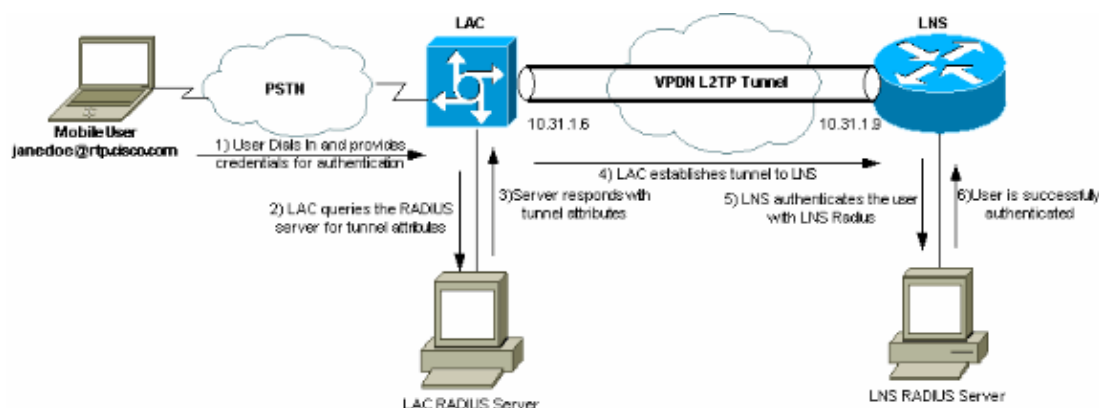 LAC
LNS
PSTN
VPDN L2TP Tunnel
10.31.1.6
10.31.1.9
Mobile User
janedoe@rtp.cisco.com
1) User Dials In and provides
credentials for authentication
2) LAC queries the RADIUS
server for tunnel attributes
3)Server responds with
tunnel attributes
4) LAC establishes tunnel to LNS
5) LNS authenticates the user
with LNS Radius
6)User is successfully
authenticated
LAC RADIUS Server
LNS RADIUS Server